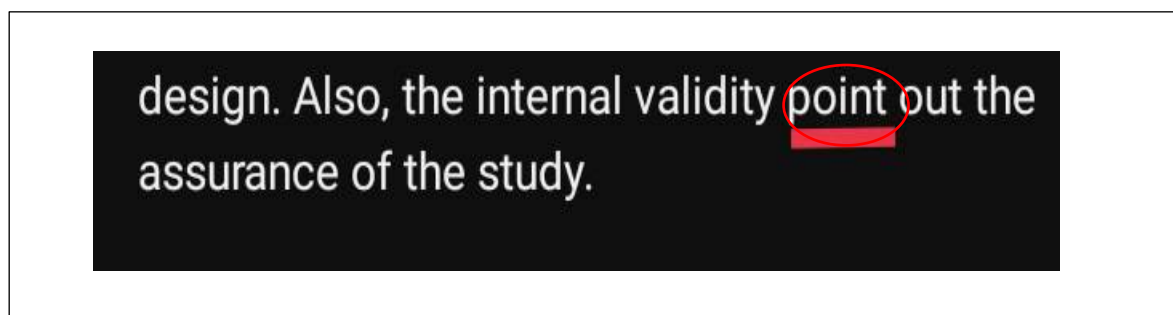 design. Also, the internal validity point out the
assurance of the study.